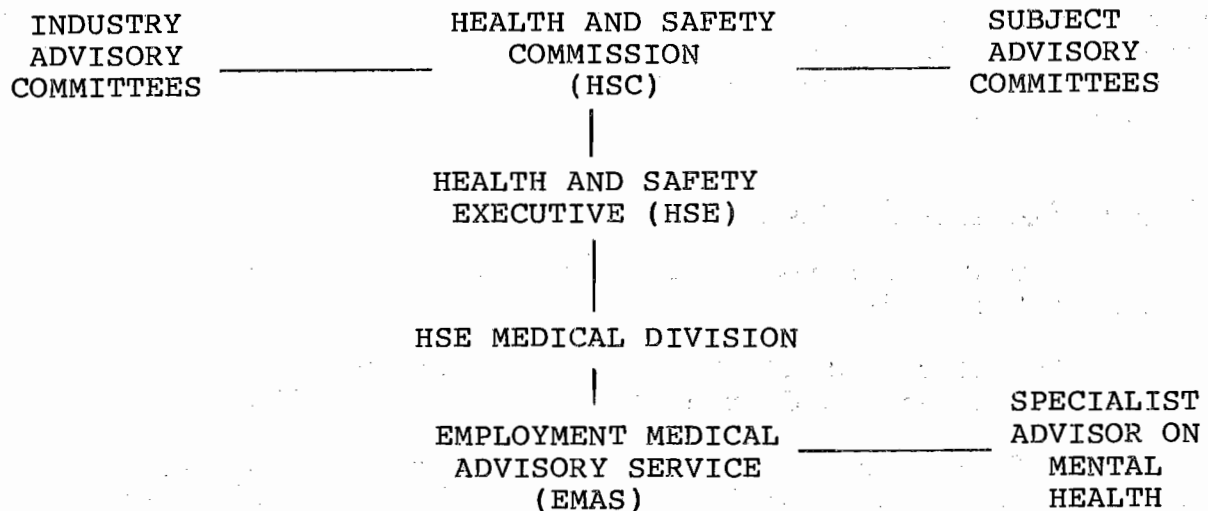 INDUSTRY
ADVISORY
COMMITTEES
HEALTH AND SAFETY
COMMISSION
(HSC)
SUBJECT
ADVISORY
COMMITTEES
HEALTH AND SAFETY
EXECUTIVE (HSE)
HSE MEDICAL DIVISION
EMPLOYMENT MEDICAL
ADVISORY SERVICE
(EMAS)
SPECIALIST
ADVISOR ON
MENTAL
HEALTH